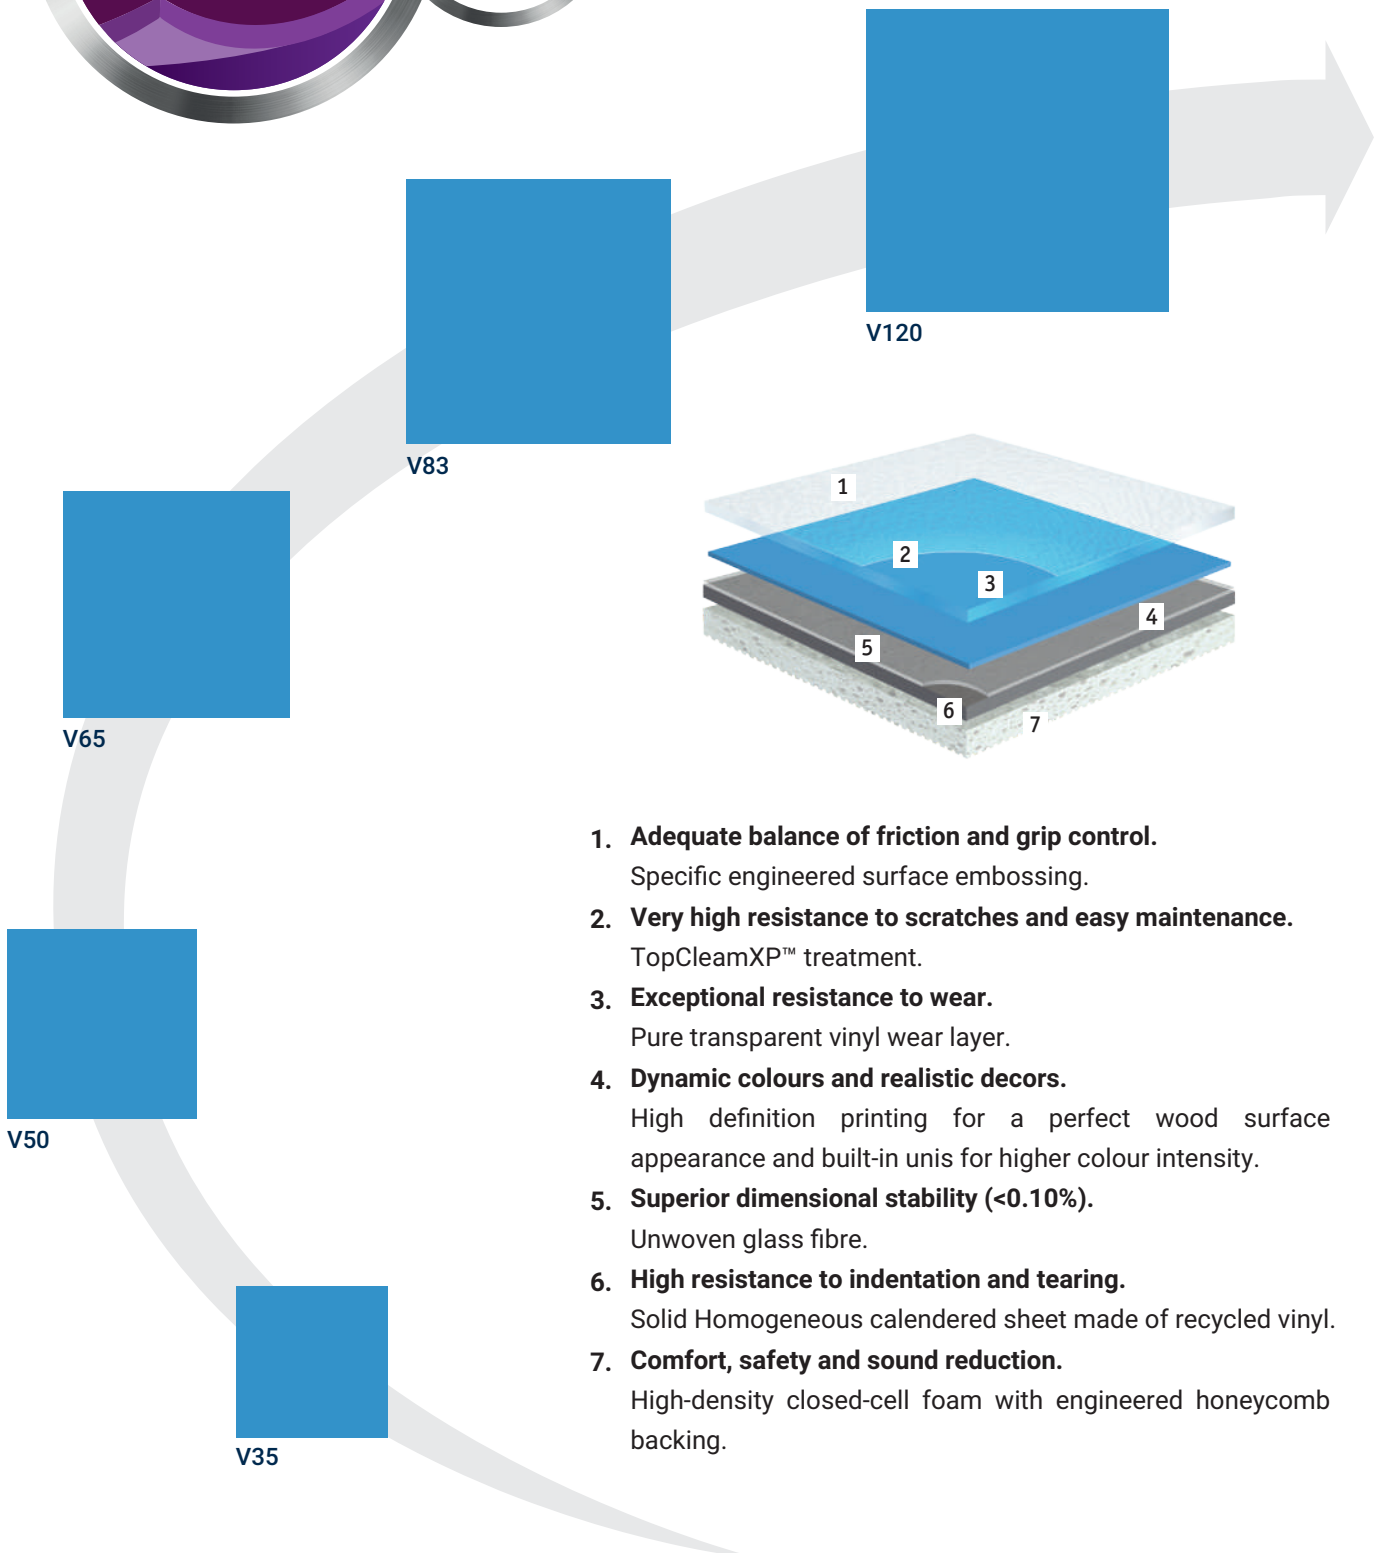 V120
V83
V65
V50
V35
1
2
3
4
5
6
7
1. Adequate balance of friction and grip control.
Specific engineered surface embossing.
2. Very high resistance to scratches and easy maintenance.
TopCleamXP™ treatment.
3. Exceptional resistance to wear.
Pure transparent vinyl wear layer.
4. Dynamic colours and realistic decors.
High definition printing for a perfect wood surface
appearance and built-in unis for higher colour intensity.
5. Superior dimensional stability (<0.10%).
Unwoven glass fibre.
6. High resistance to indentation and tearing.
Solid Homogeneous calendered sheet made of recycled vinyl.
7. Comfort, safety and sound reduction.
High-density closed-cell foam with engineered honeycomb
backing.